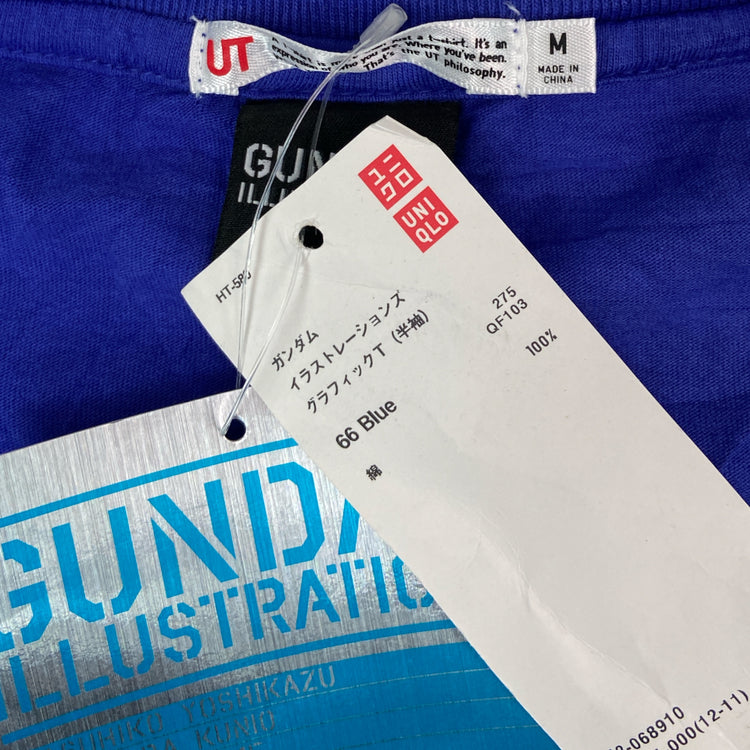 UT
just a t-shirt. It's an
of who you are, where you've been.
That's the UT philosophy.
M
MADE IN
CHINA
GUN
ILLU
ユニ
クロ
UNI
QLO
HT-58
ガンダム 275
イラストレーションズ QF103
グラフィックT (半袖)
66 Blue
綿 100%
-068910
000(12-11)
GUNDA
ILLUSTRATIO
YOSHIKAZU
KUNIO